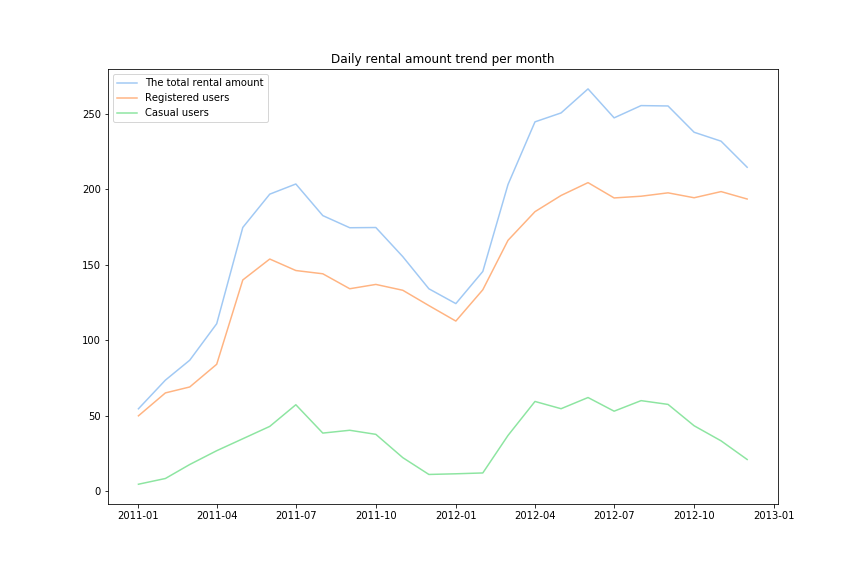 Daily rental amount trend per month
The total rental amount
Registered users
Casual users
250
200
150
100
50
0
2011-01 2011-04 2011-07 2011-10 2012-01 2012-04 2012-07 2012-10 2013-01